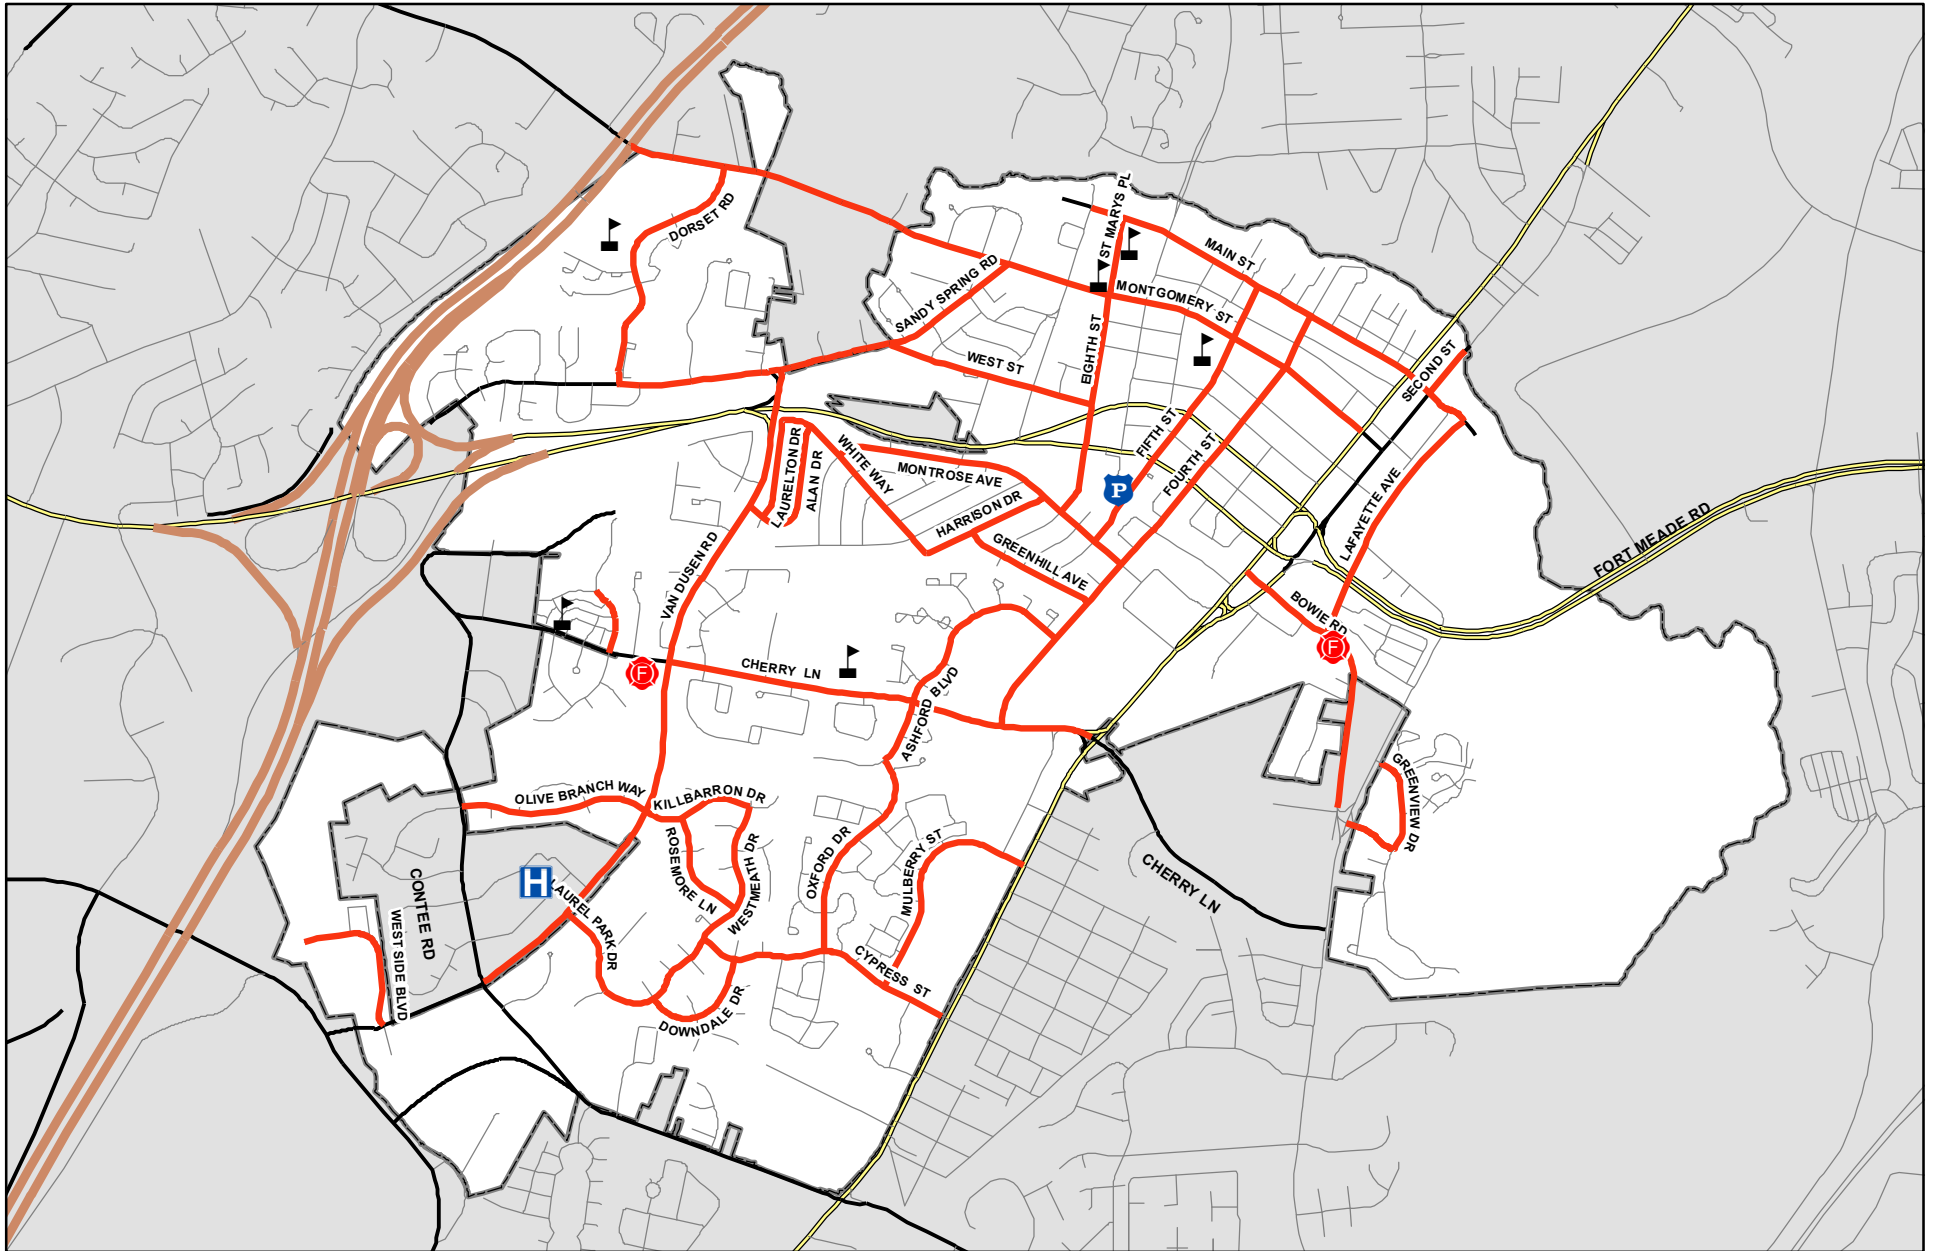 ST MARYS PL
DORSET RD
MAIN ST
SANDY SPRING RD
MONTGOMERY ST
EIGHTH ST
WEST ST
SECOND ST
FIFTH ST
FOURTH ST
LAURELTON DR
ALAN DR
WHITE WAY
MONTROSE AVE
HARRISON DR
P
LAFAYETTE AVE
FORT MEADE RD
GREENHILL AVE
VAN DUSEN RD
BOWIE RD
F
F
CHERRY LN
ASHFORD BLVD
OLIVE BRANCH WAY
KILLBARRON DR
GREENVIEW DR
ROSEMORE LN
WESTMEATH DR
OXFORD DR
MULBERRY ST
CHERRY LN
H
CONTEE RD
LAUREL PARK DR
WEST SIDE BLVD
CYPRESS ST
DOWNDALE DR